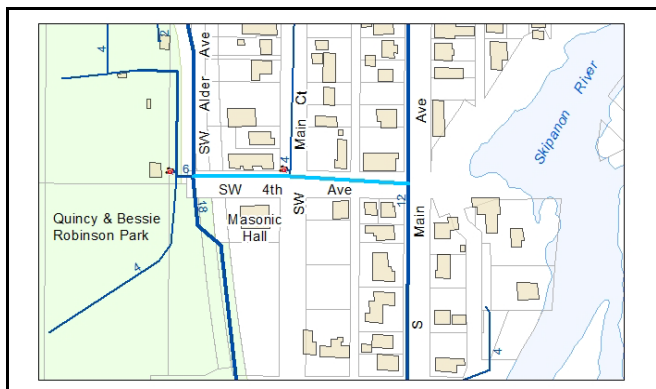 4
2
SW Alder Ave
Main Ct
Ave
Skipanon River
6
4
SW 4th Ave
SW
12
18
Quincy & Bessie
Robinson Park
Masonic
Hall
Main
4
S
4